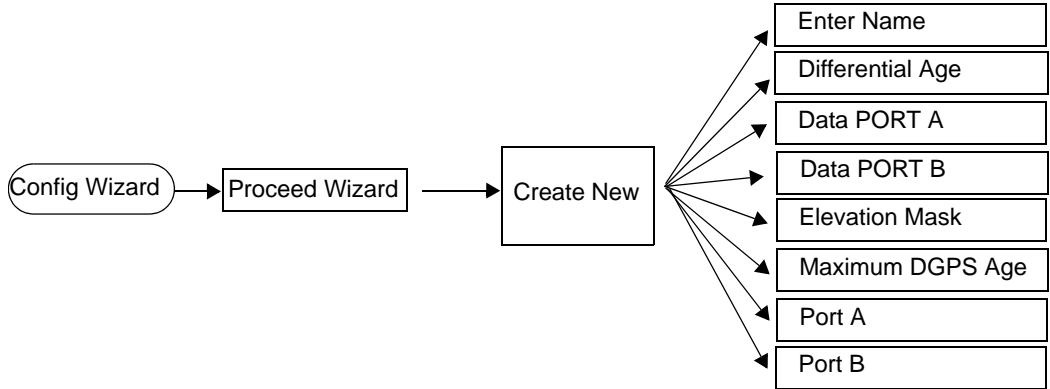 Config Wizard
Proceed Wizard
Create New
Enter Name
Differential Age
Data PORT A
Data PORT B
Elevation Mask
Maximum DGPS Age
Port A
Port B